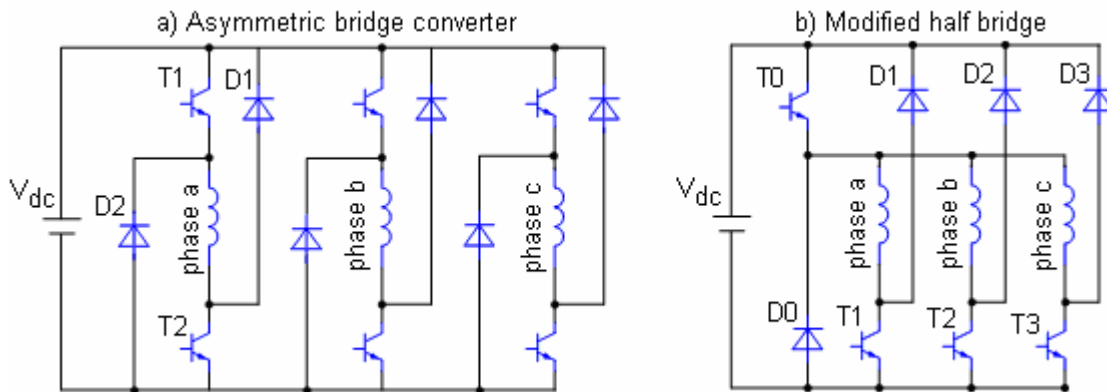 a) Asymmetric bridge converter
T1
D1
D2
V dc
phase a
phase b
phase c
T2
b) Modified half bridge
T0
D1
D2
D3
V dc
phase a
phase b
phase c
D0
T1
T2
T3